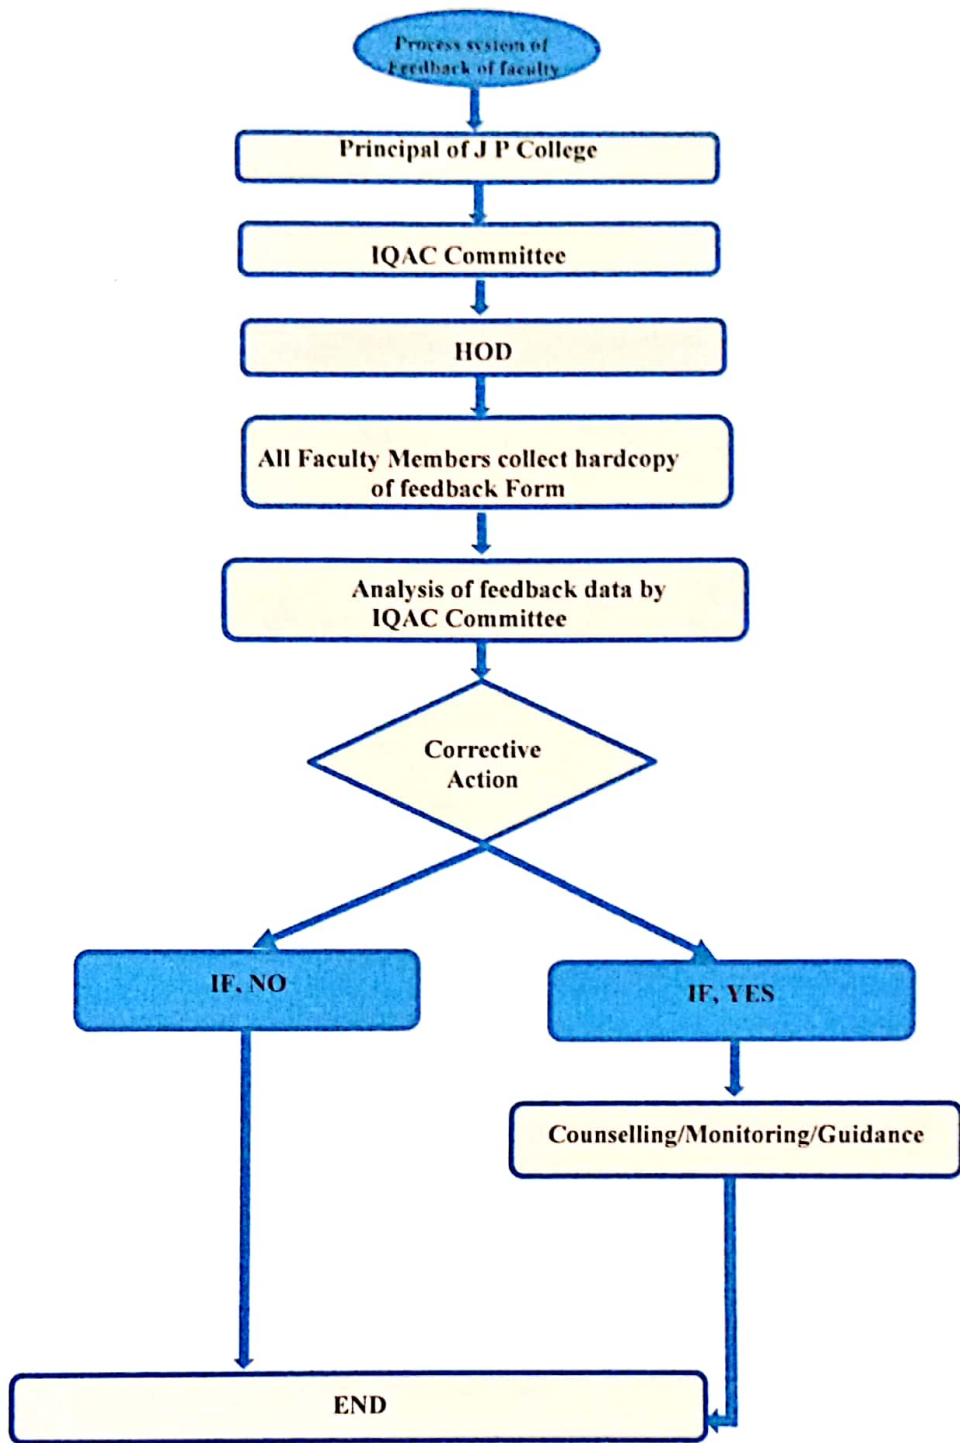 Process system of
Feedback of faculty
Principal of J P College
IQAC Committee
HOD
All Faculty Members collect hardcopy
of feedback Form
Analysis of feedback data by
IQAC Committee
Corrective
Action
IF, NO
IF, YES
Counselling/Monitoring/Guidance
END